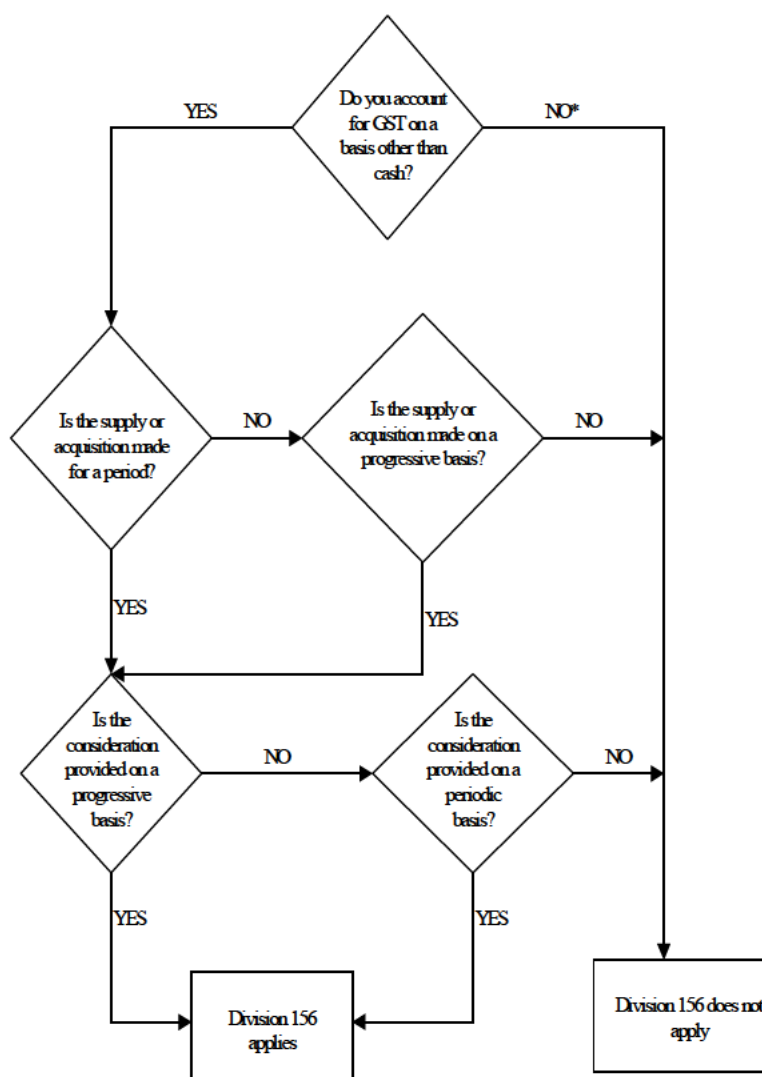 Do you account
for GST on a
basis other than
cash?
YES
NO*
Is the supply or
acquisition made
for a period?
NO
Is the supply or
acquisition made on a
progressive basis?
NO
YES
YES
Is the
consideration
provided on a
progressive
basis?
NO
Is the
consideration
provided on a
periodic
basis?
NO
YES
YES
Division 156
applies
Division 156 does not
apply